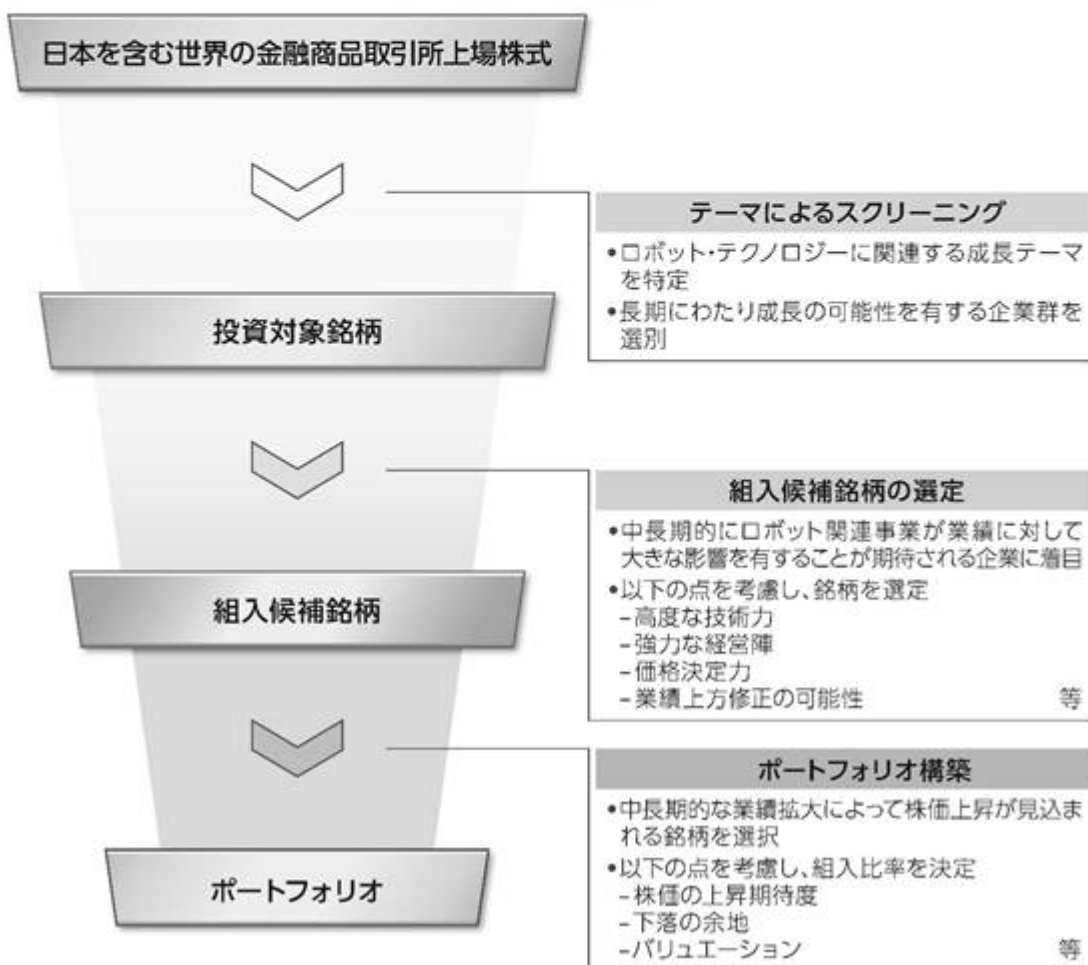 日本を含む世界の金融商品取引所上場株式
テーマによるスクリーニング
•ロボット・テクノロジーに関連する成長テーマ
を特定
•長期にわたり成長の可能性を有する企業群を
選別
投資対象銘柄
組入候補銘柄の選定
•中長期的にロボット関連事業が業績に対して
大きな影響を有することが期待される企業に着目
•以下の点を考慮し、銘柄を選定
−高度な技術力
−強力な経営陣
−価格決定力
−業績上方修正の可能性 等
組入候補銘柄
ポートフォリオ構築
•中長期的な業績拡大によって株価上昇が見込ま
れる銘柄を選択
•以下の点を考慮し、組入比率を決定
−株価の上昇期待度
−下落の余地
−バリュエーション 等
ポートフォリオ